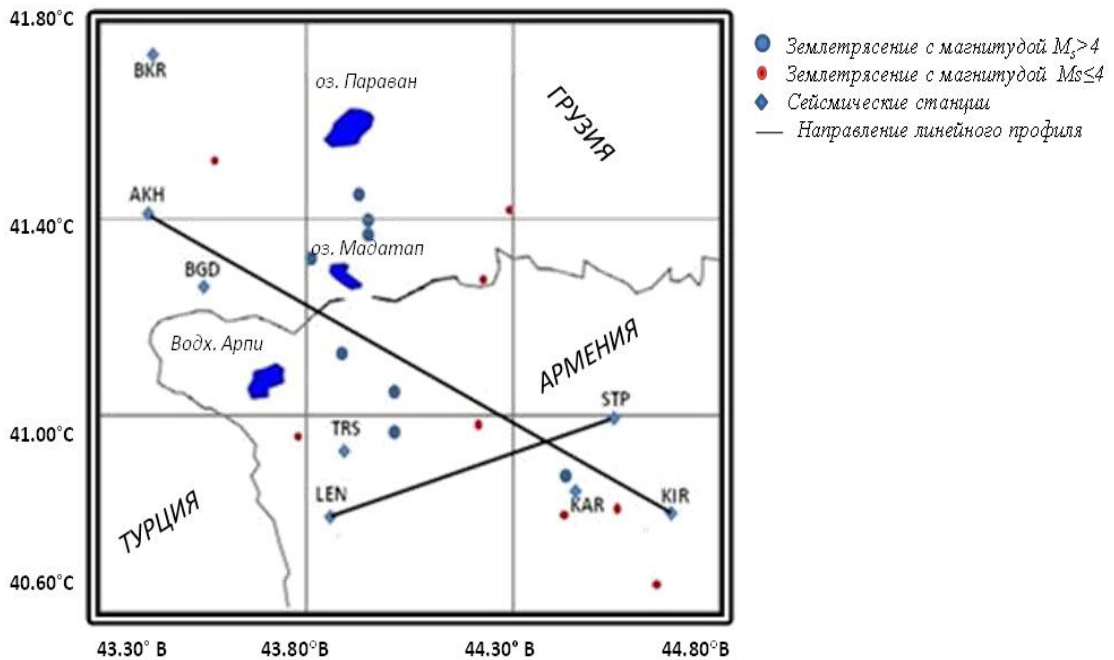 41.80°C
41.40°C
41.00°C
40.60°C
BKR
оз. Параван
ГРУЗИЯ
AKH
оз. Мадатап
BGD
Водх. Арпи
АРМЕНИЯ
STP
TRS
LEN
KAR
KIR
ТУРЦИЯ
43.30° В
43.80°В
44.30° В
44.80°В
Землетрясение с магнитудой Ms>4
Землетрясение с магнитудой Ms≤4
Сейсмические станции
Направление линейного профиля